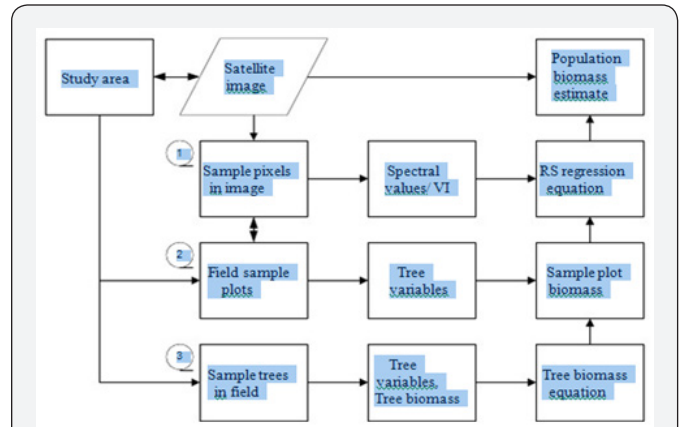 Study area
Satellite
image
Population
biomass
estimate
1
Sample pixels
in image
Spectral
values/ VI
RS regression
equation
2
Field sample
plots
Tree
variables
Sample plot
biomass
3
Sample trees
in field
Tree
variables,
Tree biomass
Tree biomass
equation